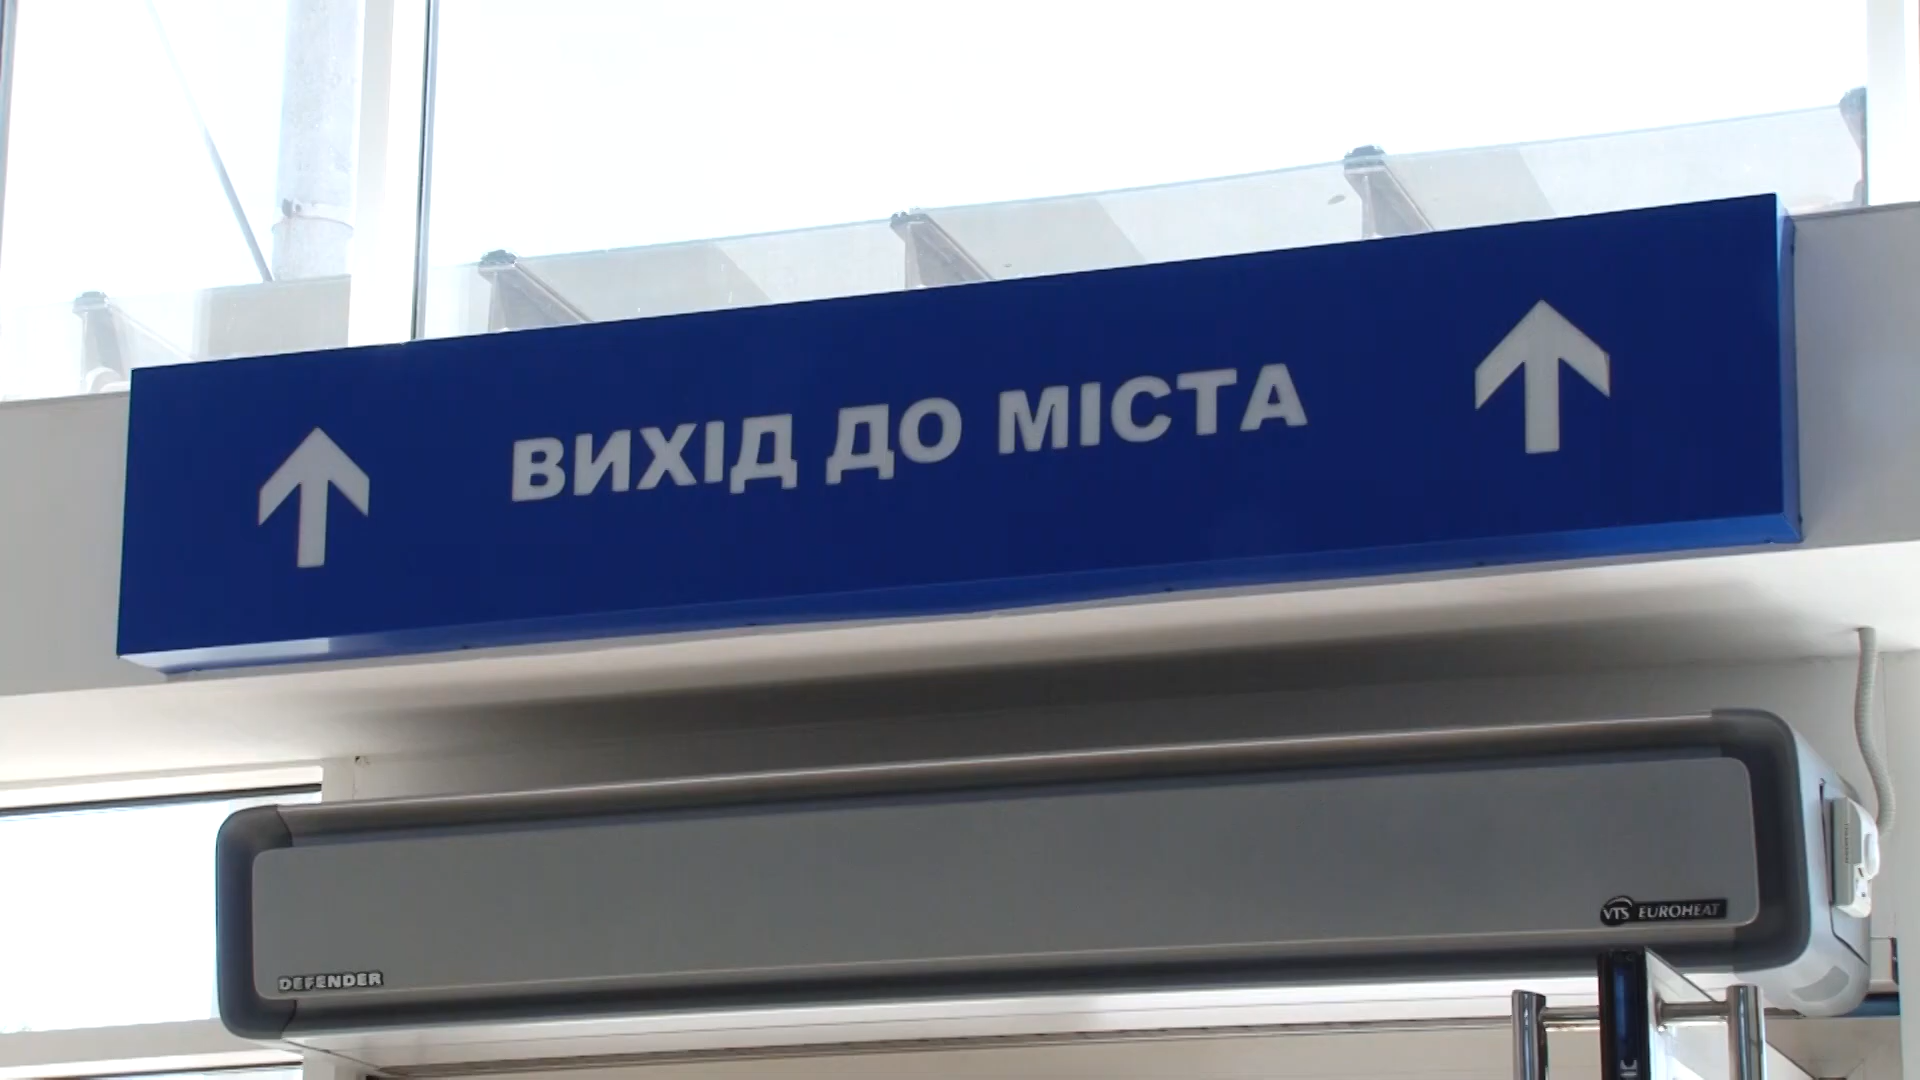 ВИХІД ДО МІСТА
VTS EUROHEAT
DEFENDER